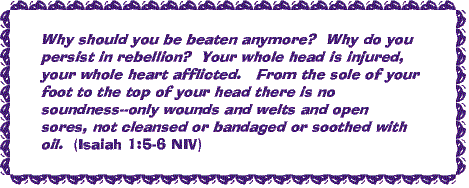 Why should you be beaten anymore?  Why do you
persist in rebellion?  Your whole head is injured,
your whole heart afflicted.   From the sole of your
foot to the top of your head there is no
soundness--only wounds and welts and open
sores, not cleansed or bandaged or soothed with
oil.  (Isaiah 1:5-6 NIV)